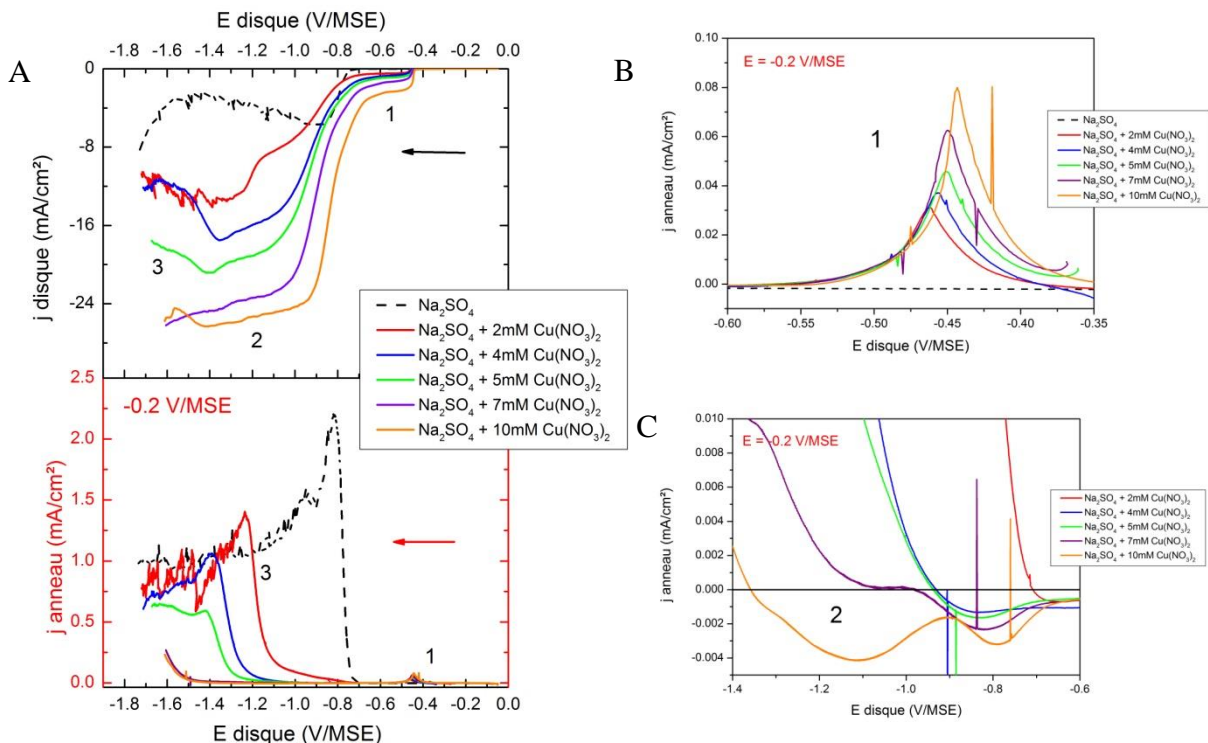 A
E disque (V/MSE)
-1.8 -1.6 -1.4 -1.2 -1.0 -0.8 -0.6 -0.4 -0.2 0.0
0
-8
-16
-24
j disque (mA/cm²)
1
3
2
Na₂SO₄
Na₂SO₄ + 2mM Cu(NO₃)₂
Na₂SO₄ + 4mM Cu(NO₃)₂
Na₂SO₄ + 5mM Cu(NO₃)₂
Na₂SO₄ + 7mM Cu(NO₃)₂
Na₂SO₄ + 10mM Cu(NO₃)₂
-0.2 V/MSE
2.5
2.0
1.5
1.0
0.5
0.0
j anneau (mA/cm²)
3
1
-1.8 -1.6 -1.4 -1.2 -1.0 -0.8 -0.6 -0.4 -0.2 0.0
E disque (V/MSE)
B
E = -0.2 V/MSE
0.10
0.08
0.06
0.04
0.02
0.00
j anneau (mA/cm²)
1
Na₂SO₄
Na₂SO₄ + 2mM Cu(NO₃)₂
Na₂SO₄ + 4mM Cu(NO₃)₂
Na₂SO₄ + 5mM Cu(NO₃)₂
Na₂SO₄ + 7mM Cu(NO₃)₂
Na₂SO₄ + 10mM Cu(NO₃)₂
-0.60 -0.55 -0.50 -0.45 -0.40 -0.35
E disque (V/MSE)
C
E = -0.2 V/MSE
0.010
0.008
0.006
0.004
0.002
0.000
-0.002
-0.004
j anneau (mA/cm²)
2
Na₂SO₄ + 2mM Cu(NO₃)₂
Na₂SO₄ + 4mM Cu(NO₃)₂
Na₂SO₄ + 5mM Cu(NO₃)₂
Na₂SO₄ + 7mM Cu(NO₃)₂
Na₂SO₄ + 10mM Cu(NO₃)₂
-1.4 -1.2 -1.0 -0.8 -0.6
E disque (V/MSE)